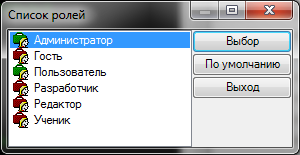 Список ролей
Администратор
Гость
Пользователь
Разработчик
Редактор
Ученик
Выбор
По умолчанию
Выход